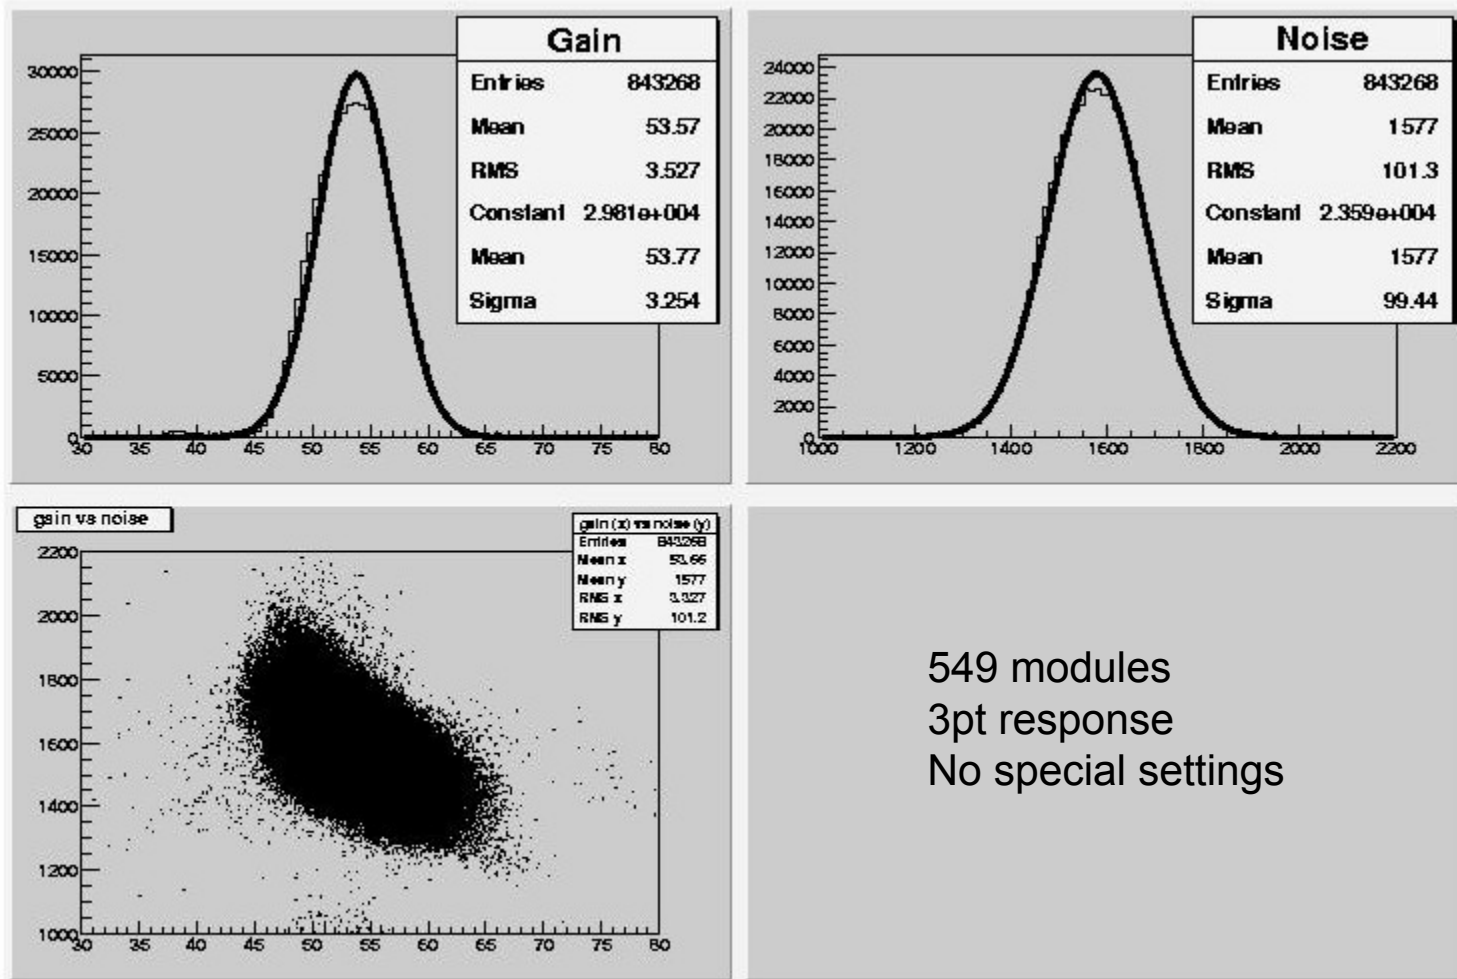 Gain
Entries 843268
Mean 53.57
RMS 3.527
Constant 2.981e+004
Mean 53.77
Sigma 3.254
30000
25000
20000
15000
10000
5000
0
30 35 40 45 50 55 60 65 70 75 80
Noise
Entries 843268
Mean 1577
RMS 101.3
Constant 2.359e+004
Mean 1577
Sigma 99.44
24000
22000
20000
18000
16000
14000
12000
10000
8000
6000
4000
2000
0
1000 1200 1400 1600 1800 2000 2200
gain vs noise
gain (x) vs noise (y)
Entries 843268
Mean x 53.66
Mean y 1577
RMS x 3.327
RMS y 101.2
2200
2000
1800
1600
1400
1200
1000
30 35 40 45 50 55 60 65 70 75 80
549 modules
3pt response
No special settings